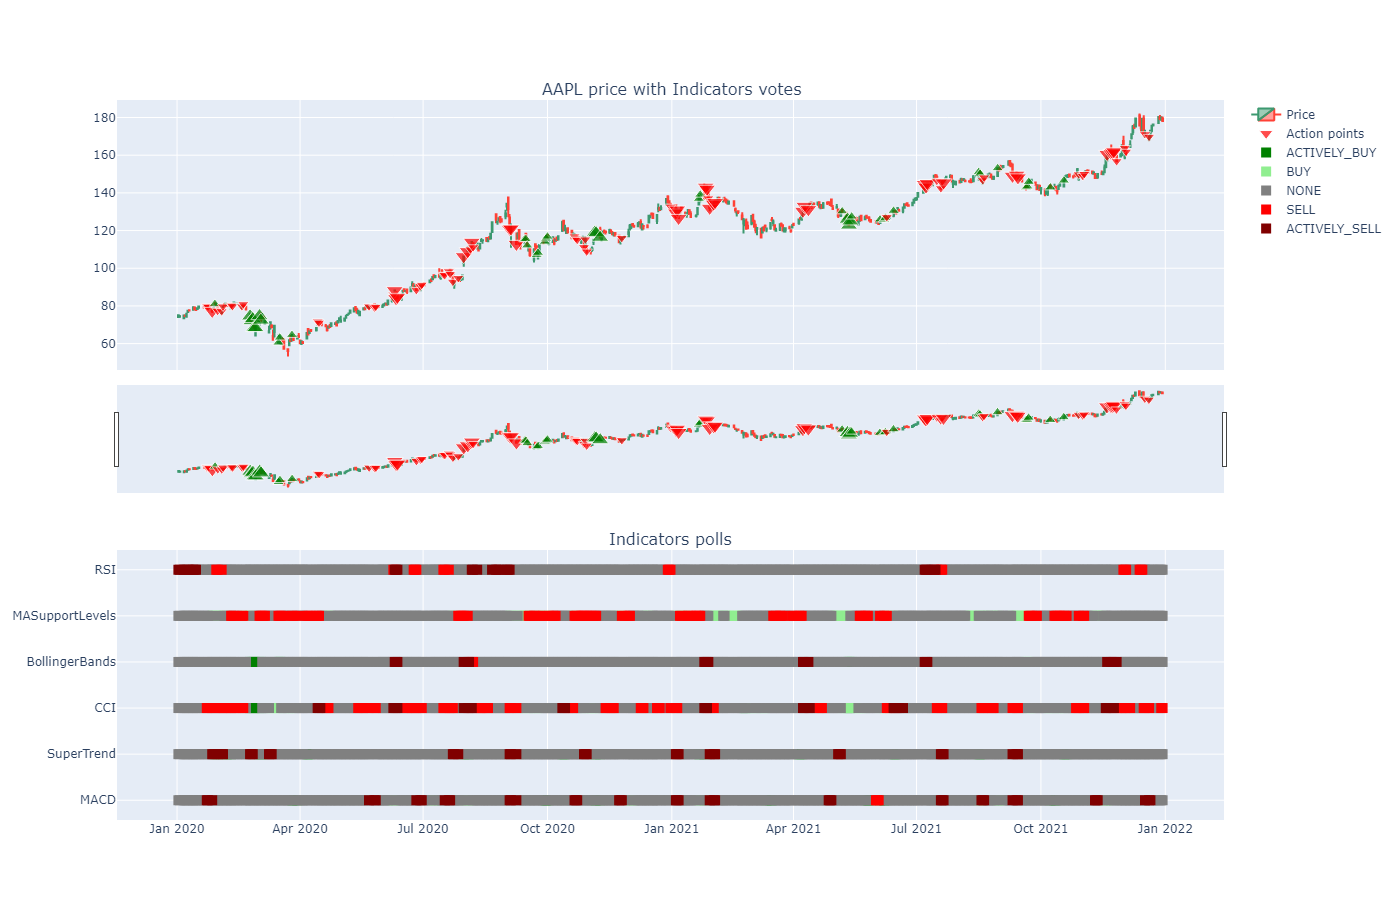 AAPL price with Indicators votes
180
160
140
120
100
80
60
Price
Action points
ACTIVELY_BUY
BUY
NONE
SELL
ACTIVELY_SELL
Indicators polls
RSI
MASupportLevels
BollingerBands
CCI
SuperTrend
MACD
Jan 2020 Apr 2020 Jul 2020 Oct 2020 Jan 2021 Apr 2021 Jul 2021 Oct 2021 Jan 2022